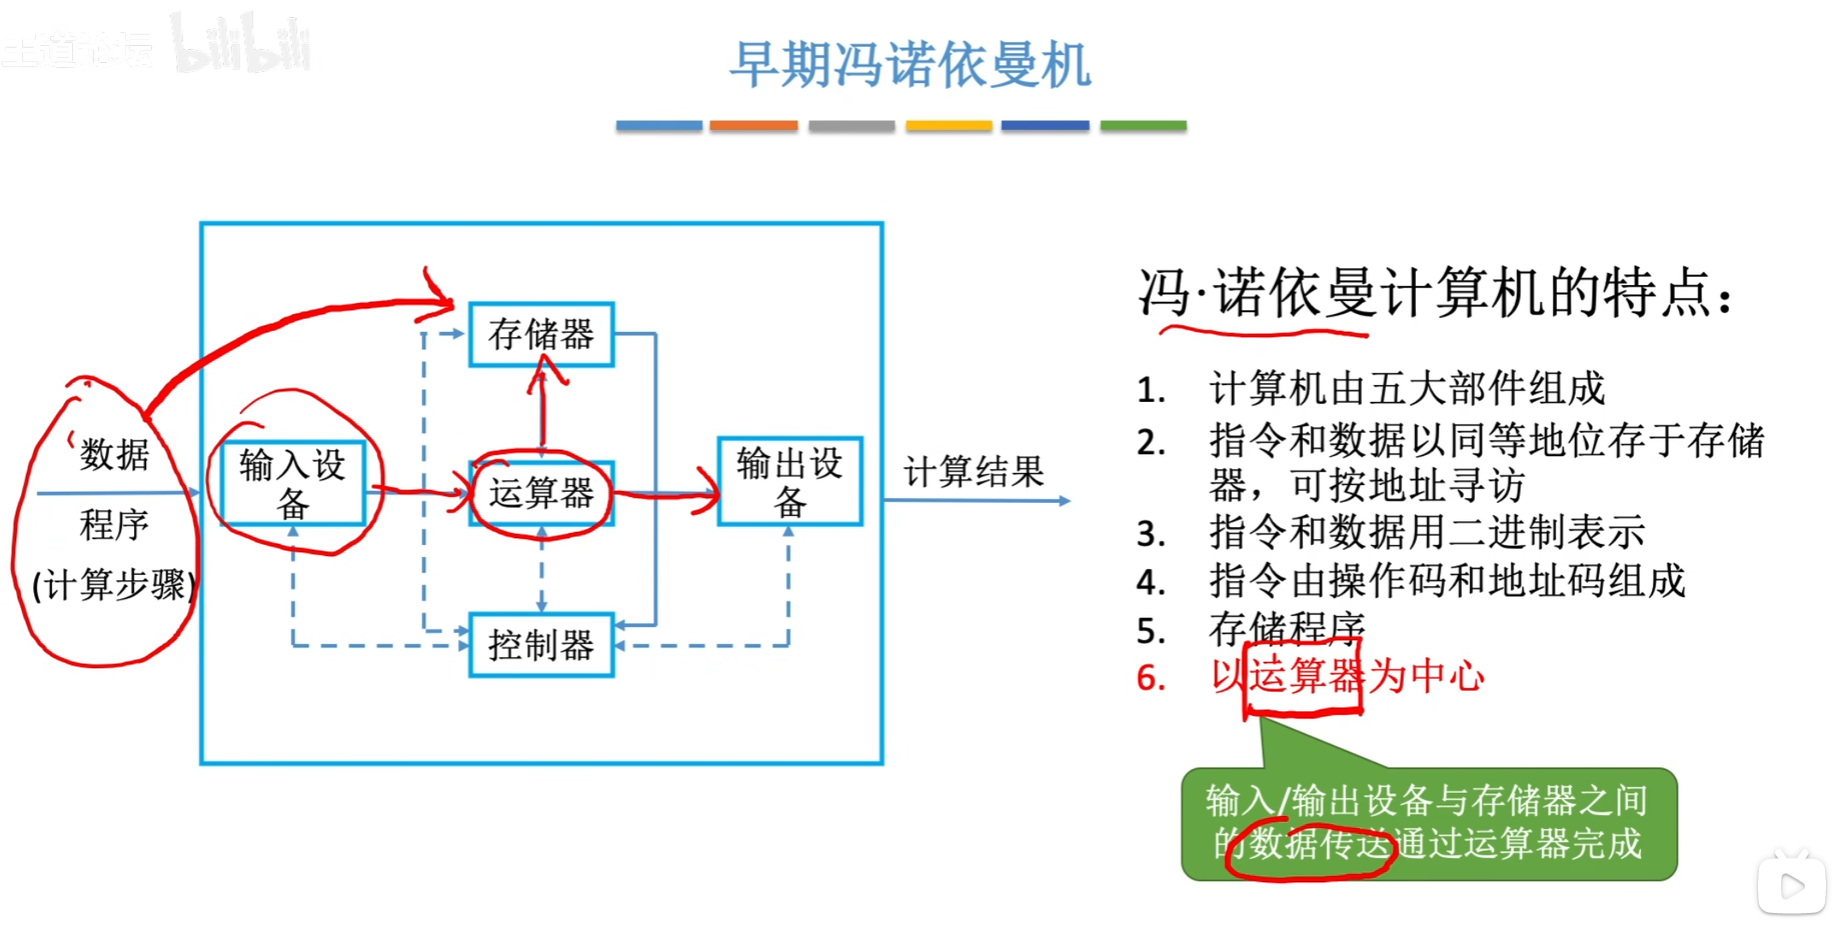 王道论坛 bilibili
早期冯诺依曼机
数据
程序
(计算步骤)
输入设
备
存储器
运算器
控制器
输出设
备
计算结果
冯·诺依曼计算机的特点：
1. 计算机由五大部件组成
2. 指令和数据以同等地位存于存储
器，可按地址寻访
3. 指令和数据用二进制表示
4. 指令由操作码和地址码组成
5. 存储程序
6. 以运算器为中心
输入/输出设备与存储器之间
的数据传送通过运算器完成